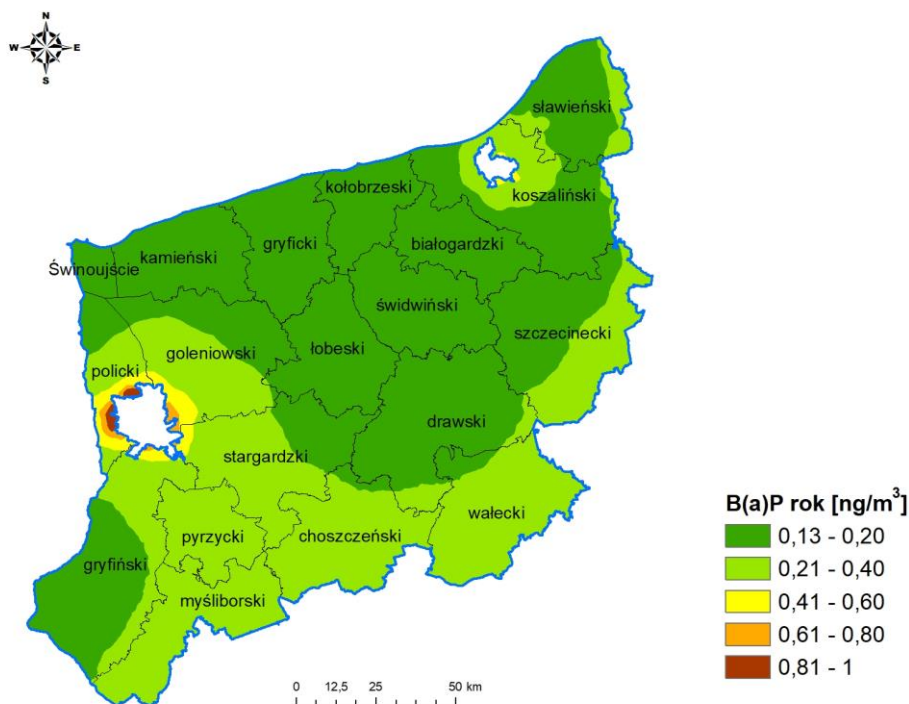 N
W E
S
sławieński
koszaliński
kołobrzeski
białogardzki
gryficki
kamieński
Świnoujście
świdwiński
szczecinecki
łobeski
goleniowski
policki
drawski
stargardzki
wałecki
choszczeński
pyrzycki
gryfiński
myśliborski
B(a)P rok [ng/m³]
0,13 - 0,20
0,21 - 0,40
0,41 - 0,60
0,61 - 0,80
0,81 - 1
0 12,5 25 50 km